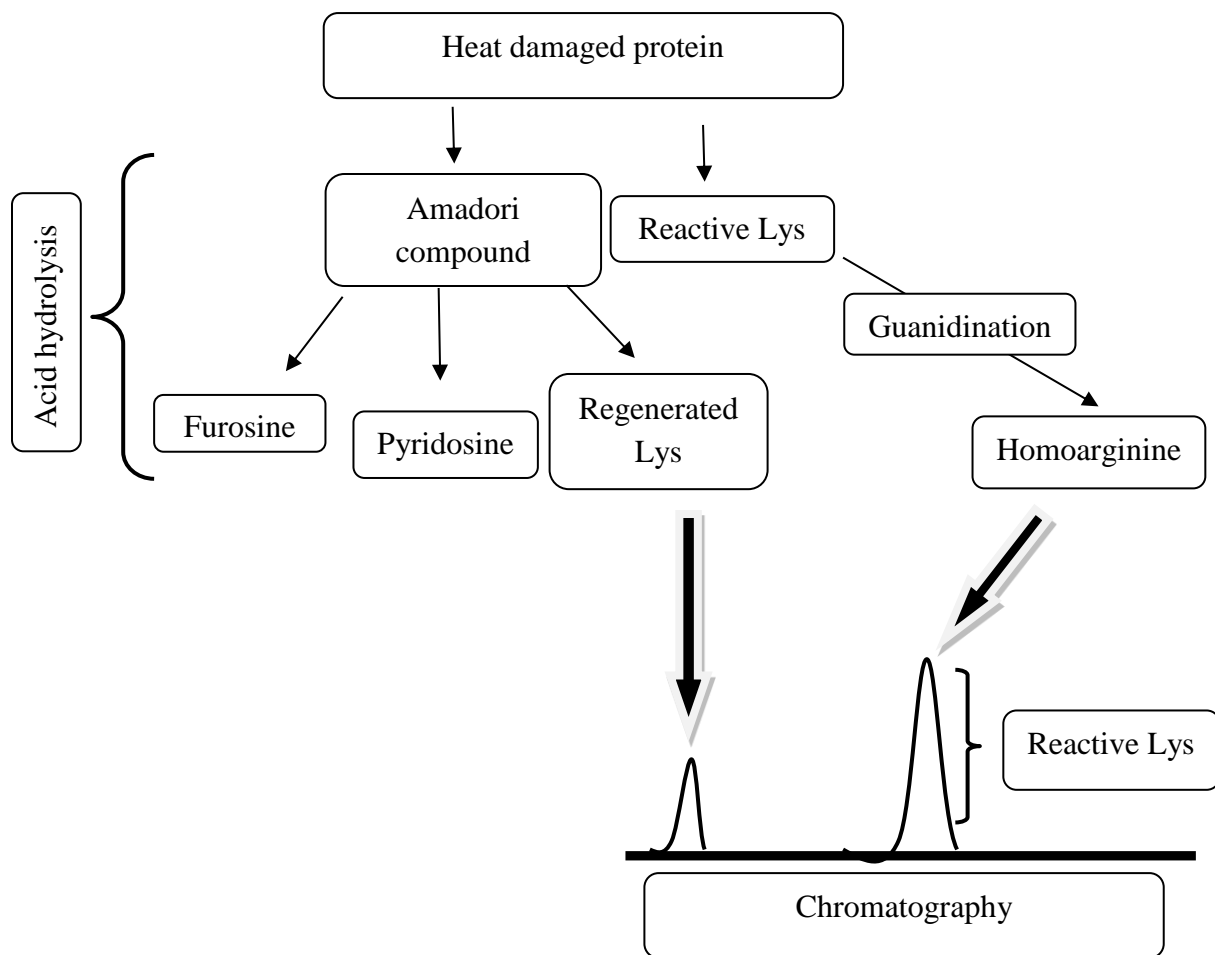 Heat damaged protein
Acid hydrolysis
Amadori
compound
Reactive Lys
Guanidination
Furosine
Pyridosine
Regenerated
Lys
Homoarginine
Reactive Lys
Chromatography